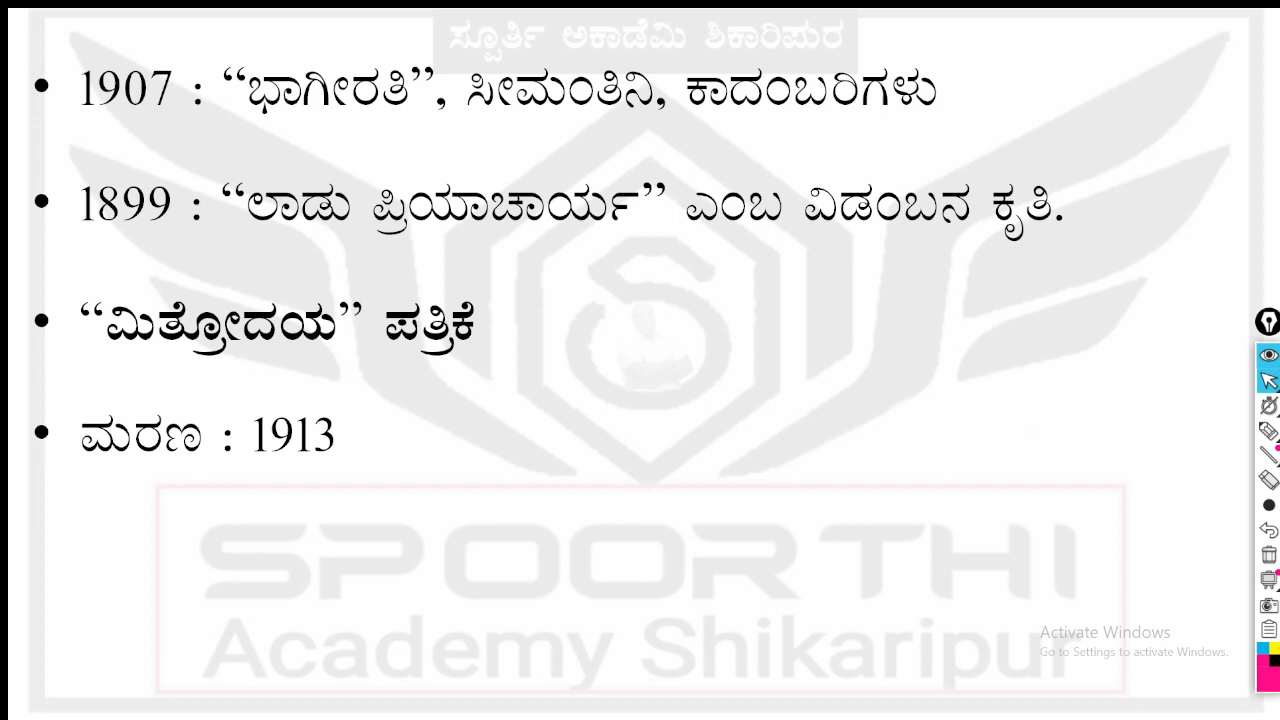 ಸ್ಪೂರ್ತಿ ಅಕಾಡೆಮಿ ಶಿಕಾರಿಪುರ
• 1907 : “ಭಾಗೀರತಿ”, ಸೀಮಂತಿನಿ, ಕಾದಂಬರಿಗಳು
• 1899 : “ಲಾಡು ಪ್ರಿಯಾಚಾರ್ಯ” ಎಂಬ ವಿಡಂಬನ ಕೃತಿ.
• “ಮಿತ್ರೋದಯ” ಪತ್ರಿಕೆ
• ಮರಣ : 1913
SPOORTHI
Academy Shikaripur
Activate Windows
Go to Settings to activate Windows.